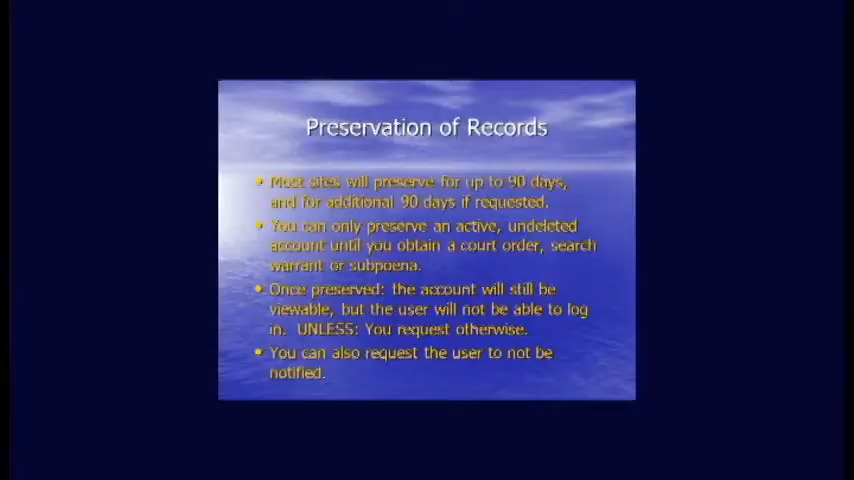 Preservation of Records
• Most sites will preserve for up to 90 days,
and for additional 90 days if requested.
• You can only preserve an active, undeleted
account until you obtain a court order, search
warrant or subpoena.
• Once preserved: the account will still be
viewable, but the user will not be able to log
in.  UNLESS: You request otherwise.
• You can also request the user to not be
notified.